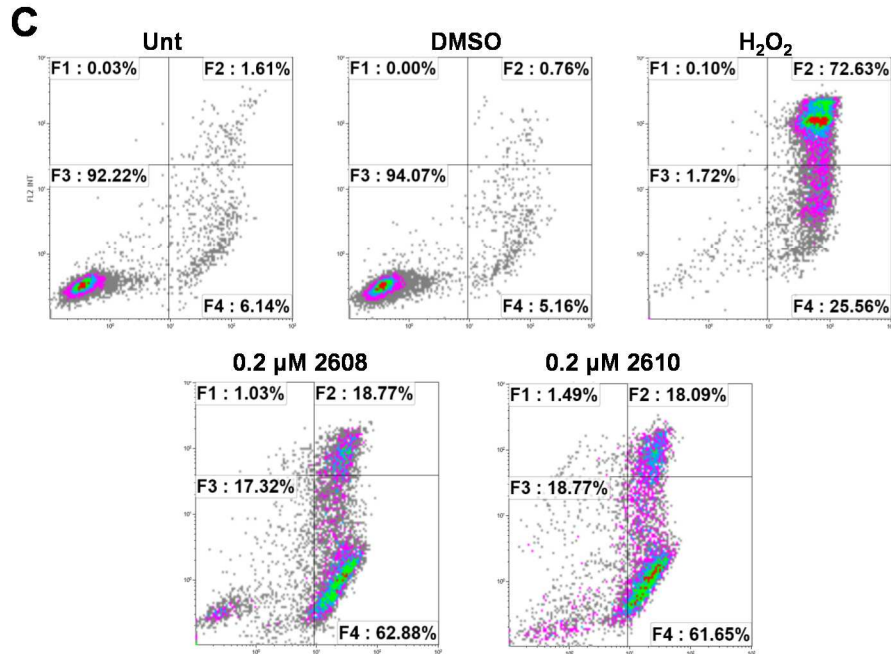 C
Unt
DMSO
H₂O₂
F1 : 0.03%
F2 : 1.61%
F1 : 0.00%
F2 : 0.76%
F1 : 0.10%
F2 : 72.63%
FL2 INT
F3 : 92.22%
F3 : 94.07%
F3 : 1.72%
F4 : 6.14%
F4 : 5.16%
F4 : 25.56%
0.2 µM 2608
0.2 µM 2610
F1 : 1.03%
F2 : 18.77%
F1 : 1.49%
F2 : 18.09%
F3 : 17.32%
F3 : 18.77%
F4 : 62.88%
F4 : 61.65%